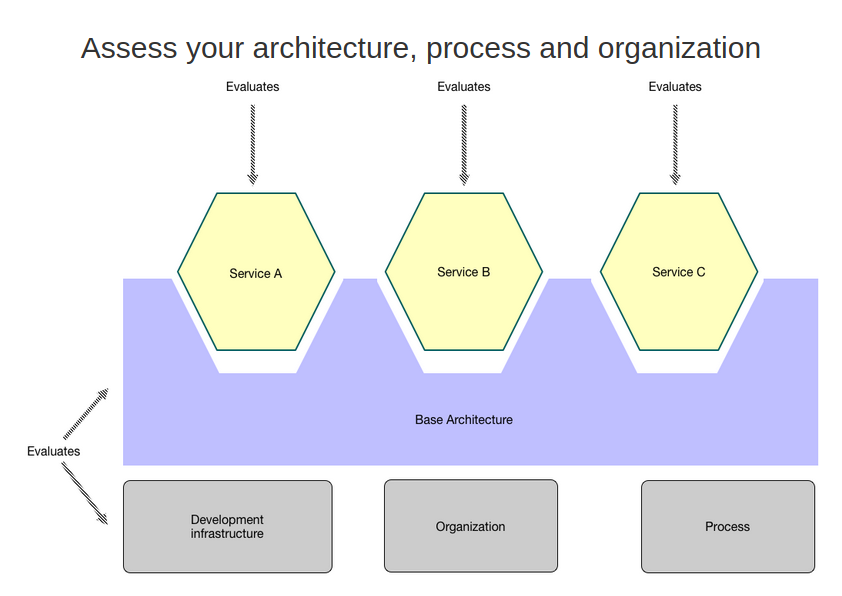 Assess your architecture, process and organization
Evaluates
Evaluates
Evaluates
Service A
Service B
Service C
Base Architecture
Evaluates
Development
infrastructure
Organization
Process